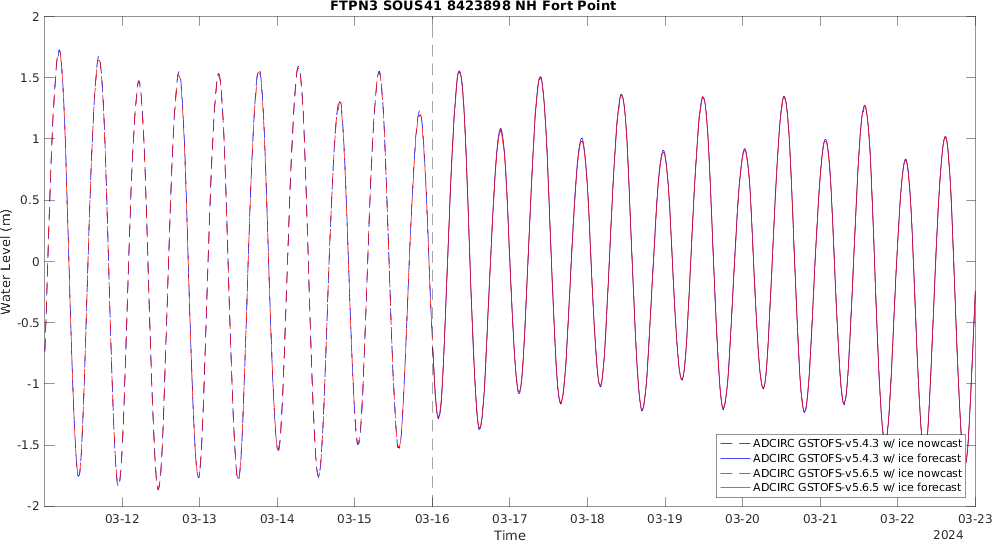 FTPN3 SOUS41 8423898 NH Fort Point
2
1.5
1
0.5
0
-0.5
-1
-1.5
-2
Water Level (m)
ADCIRC GSTOFS-v5.4.3 w/ ice nowcast
ADCIRC GSTOFS-v5.4.3 w/ ice forecast
ADCIRC GSTOFS-v5.6.5 w/ ice nowcast
ADCIRC GSTOFS-v5.6.5 w/ ice forecast
03-12 03-13 03-14 03-15 03-16 03-17 03-18 03-19 03-20 03-21 03-22 03-23
Time
2024